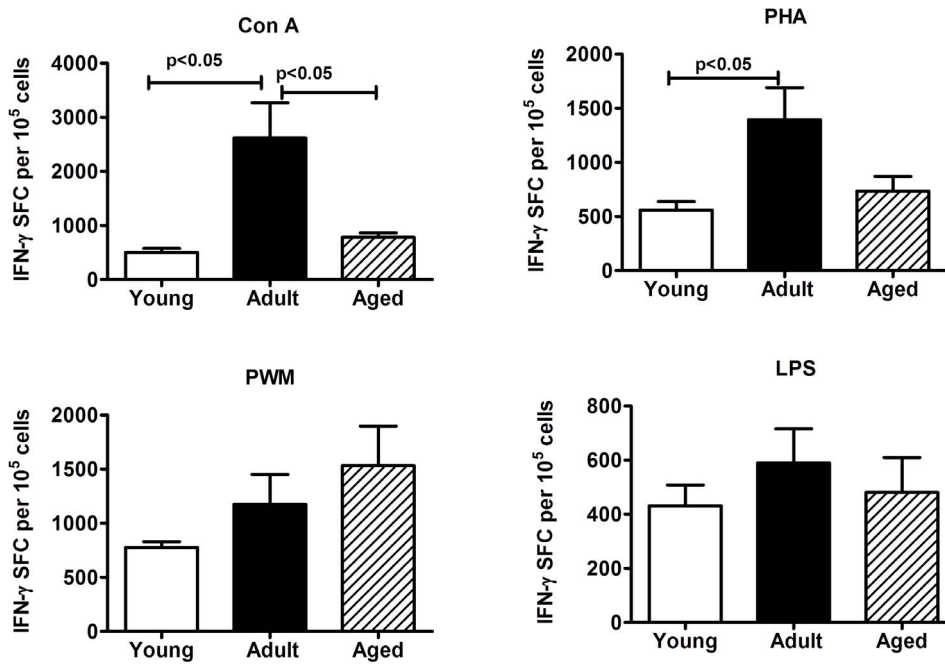 Con A
IFN-γ SFC per 10⁵ cells
4000
3000
2000
1000
0
p<0.05
p<0.05
Young
Adult
Aged
PHA
IFN-γ SFC per 10⁵ cells
2000
1500
1000
500
0
p<0.05
Young
Adult
Aged
PWM
IFN-γ SFC per 10⁵ cells
2000
1500
1000
500
0
Young
Adult
Aged
LPS
IFN-γ SFC per 10⁵ cells
800
600
400
200
0
Young
Adult
Aged